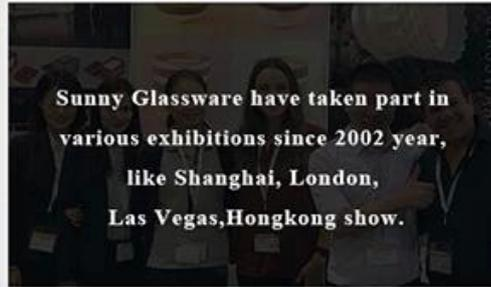 Sunny Glassware have taken part in
various exhibitions since 2002 year,
like Shanghai, London,
Las Vegas,Hongkong show.